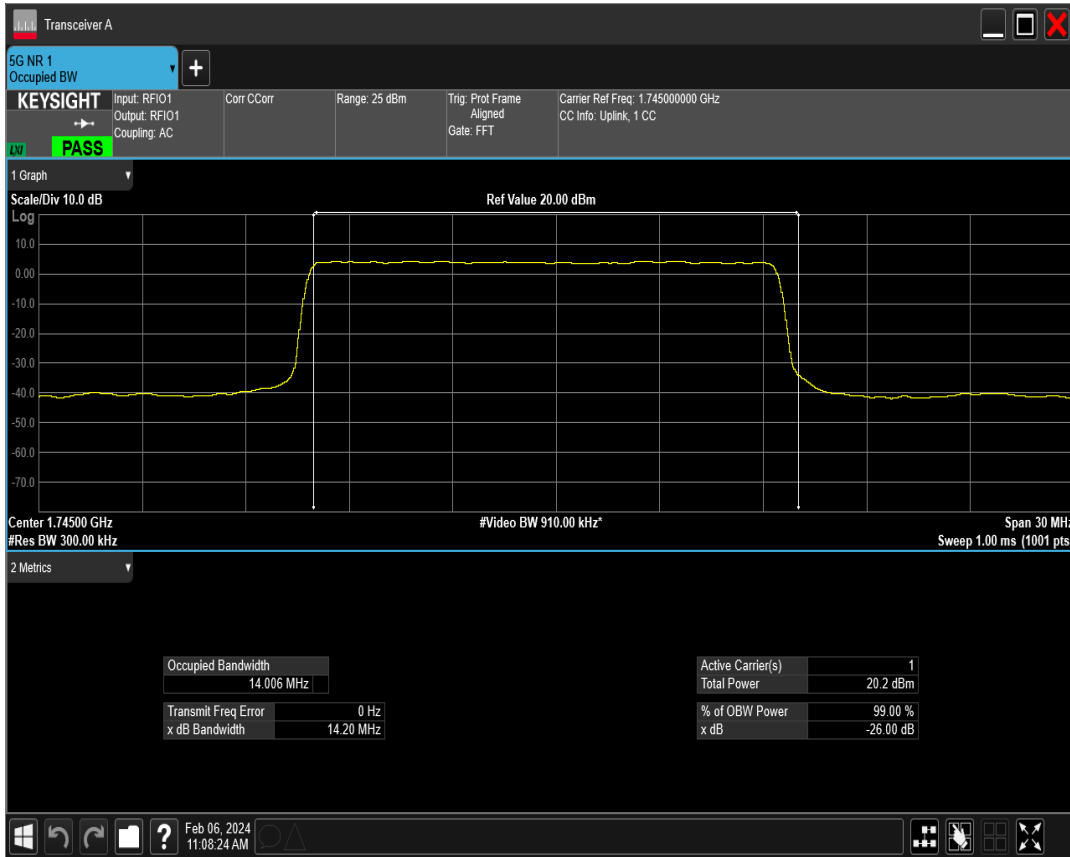 Transceiver A
5G NR 1
Occupied BW
+
KEYSIGHT
Input: RFIO1
Output: RFIO1
Coupling: AC
Corr CCorr
Range: 25 dBm
Trig: Prot Frame
Aligned
Gate: FFT
Carrier Ref Freq: 1.745000000 GHz
CC Info: Uplink, 1 CC
LXI
PASS
1 Graph
Scale/Div 10.0 dB
Ref Value 20.00 dBm
Log
10.0
0.00
-10.0
-20.0
-30.0
-40.0
-50.0
-60.0
-70.0
Center 1.74500 GHz
#Video BW 910.00 kHz*
Span 30 MHz
#Res BW 300.00 kHz
Sweep 1.00 ms (1001 pts
2 Metrics
Occupied Bandwidth
14.006 MHz
Transmit Freq Error 0 Hz
x dB Bandwidth 14.20 MHz
Active Carrier(s) 1
Total Power 20.2 dBm
% of OBW Power 99.00 %
x dB -26.00 dB
?
Feb 06, 2024
11:08:24 AM